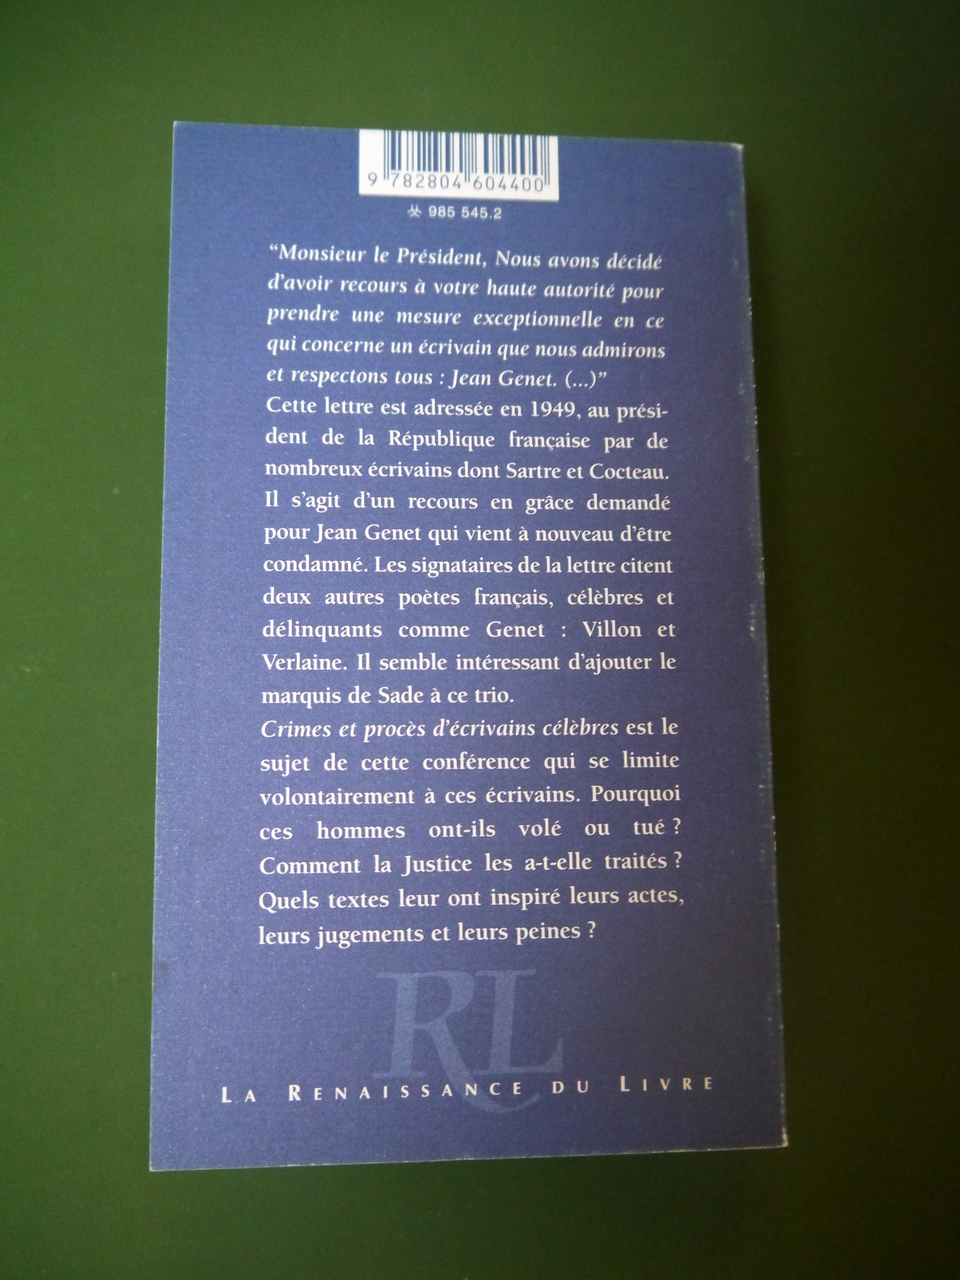 9 782804 604400
985 545.2
“Monsieur le Président, Nous avons décidé
d’avoir recours à votre haute autorité pour
prendre une mesure exceptionnelle en ce
qui concerne un écrivain que nous admirons
et respectons tous : Jean Genet. (...)”
Cette lettre est adressée en 1949, au prési-
dent de la République française par de
nombreux écrivains dont Sartre et Cocteau.
Il s’agit d’un recours en grâce demandé
pour Jean Genet qui vient à nouveau d’être
condamné. Les signataires de la lettre citent
deux autres poètes français, célèbres et
délinquants comme Genet : Villon et
Verlaine. Il semble intéressant d’ajouter le
marquis de Sade à ce trio.
Crimes et procès d’écrivains célèbres est le
sujet de cette conférence qui se limite
volontairement à ces écrivains. Pourquoi
ces hommes ont-ils volé ou tué ?
Comment la Justice les a-t-elle traités ?
Quels textes leur ont inspiré leurs actes,
leurs jugements et leurs peines ?
RL
LA RENAISSANCE DU LIVRE